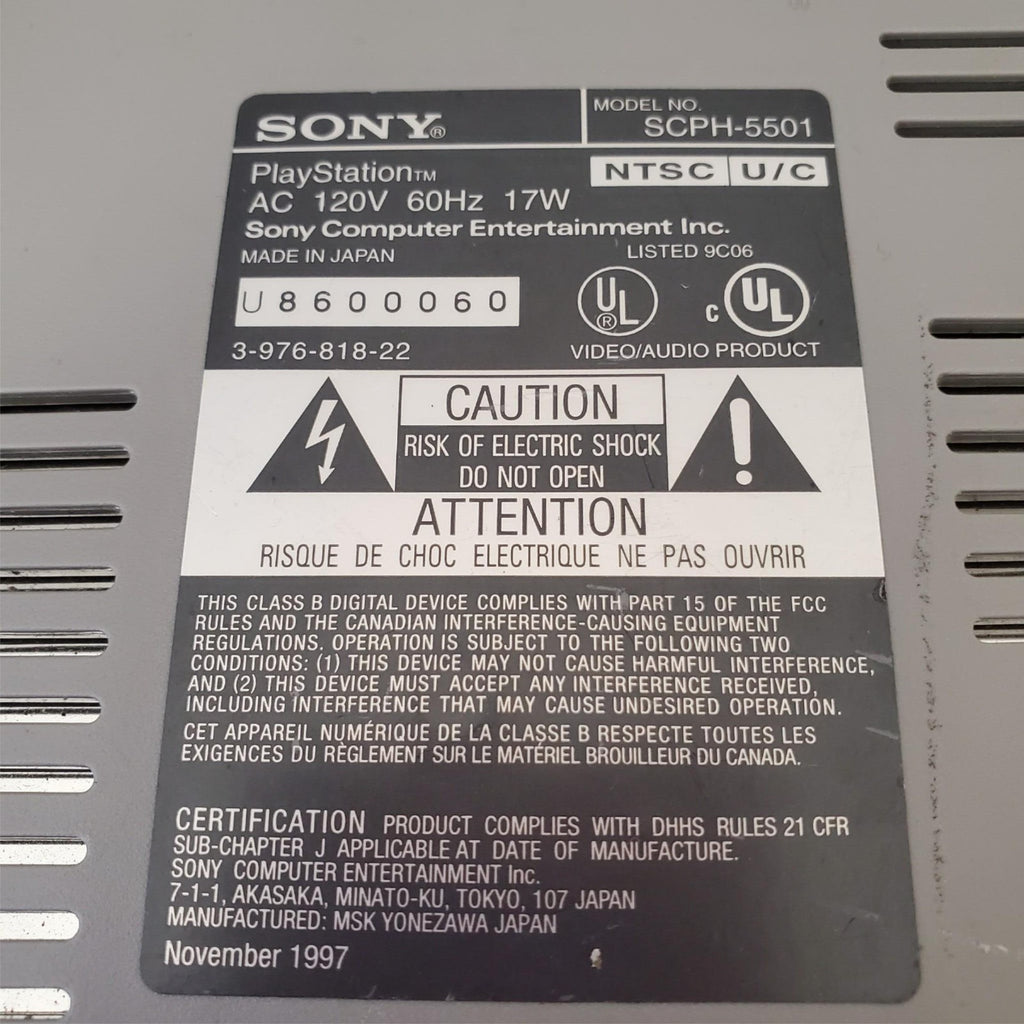 SONY®
MODEL NO.
SCPH-5501
PlayStation™
NTSC U/C
AC 120V 60Hz 17W
Sony Computer Entertainment Inc.
MADE IN JAPAN
LISTED 9C06
U8600060
UL®
C UL
3-976-818-22
VIDEO/AUDIO PRODUCT
CAUTION
RISK OF ELECTRIC SHOCK
DO NOT OPEN
ATTENTION
RISQUE DE CHOC ELECTRIQUE NE PAS OUVRIR
THIS CLASS B DIGITAL DEVICE COMPLIES WITH PART 15 OF THE FCC
RULES AND THE CANADIAN INTERFERENCE-CAUSING EQUIPMENT
REGULATIONS. OPERATION IS SUBJECT TO THE FOLLOWING TWO
CONDITIONS: (1) THIS DEVICE MAY NOT CAUSE HARMFUL INTERFERENCE,
AND (2) THIS DEVICE MUST ACCEPT ANY INTERFERENCE RECEIVED,
INCLUDING INTERFERENCE THAT MAY CAUSE UNDESIRED OPERATION.
CET APPAREIL NUMÉRIQUE DE LA CLASSE B RESPECTE TOUTES LES
EXIGENCES DU RÈGLEMENT SUR LE MATÉRIEL BROUILLEUR DU CANADA.
CERTIFICATION PRODUCT COMPLIES WITH DHHS RULES 21 CFR
SUB-CHAPTER J APPLICABLE AT DATE OF MANUFACTURE.
SONY COMPUTER ENTERTAINMENT Inc.
7-1-1, AKASAKA, MINATO-KU, TOKYO, 107 JAPAN
MANUFACTURED: MSK YONEZAWA JAPAN
November 1997